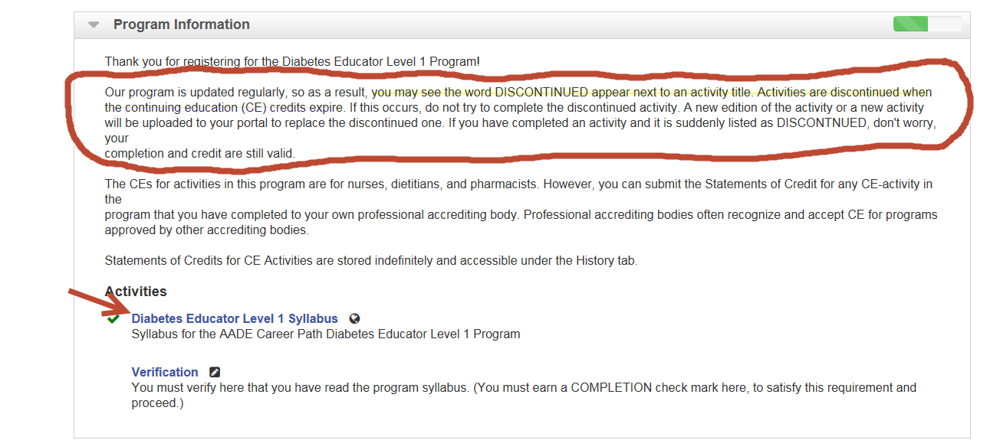 Program Information
Thank you for registering for the Diabetes Educator Level 1 Program!
Our program is updated regularly, so as a result, you may see the word DISCONTINUED appear next to an activity title. Activities are discontinued when
the continuing education (CE) credits expire. If this occurs, do not try to complete the discontinued activity. A new edition of the activity or a new activity
will be uploaded to your portal to replace the discontinued one. If you have completed an activity and it is suddenly listed as DISCONTNUED, don't worry,
your
completion and credit are still valid.
The CEs for activities in this program are for nurses, dietitians, and pharmacists. However, you can submit the Statements of Credit for any CE-activity in
the
program that you have completed to your own professional accrediting body. Professional accrediting bodies often recognize and accept CE for programs
approved by other accrediting bodies.
Statements of Credits for CE Activities are stored indefinitely and accessible under the History tab.
Activities
Diabetes Educator Level 1 Syllabus
Syllabus for the AADE Career Path Diabetes Educator Level 1 Program
Verification
You must verify here that you have read the program syllabus. (You must earn a COMPLETION check mark here, to satisfy this requirement and
proceed.)